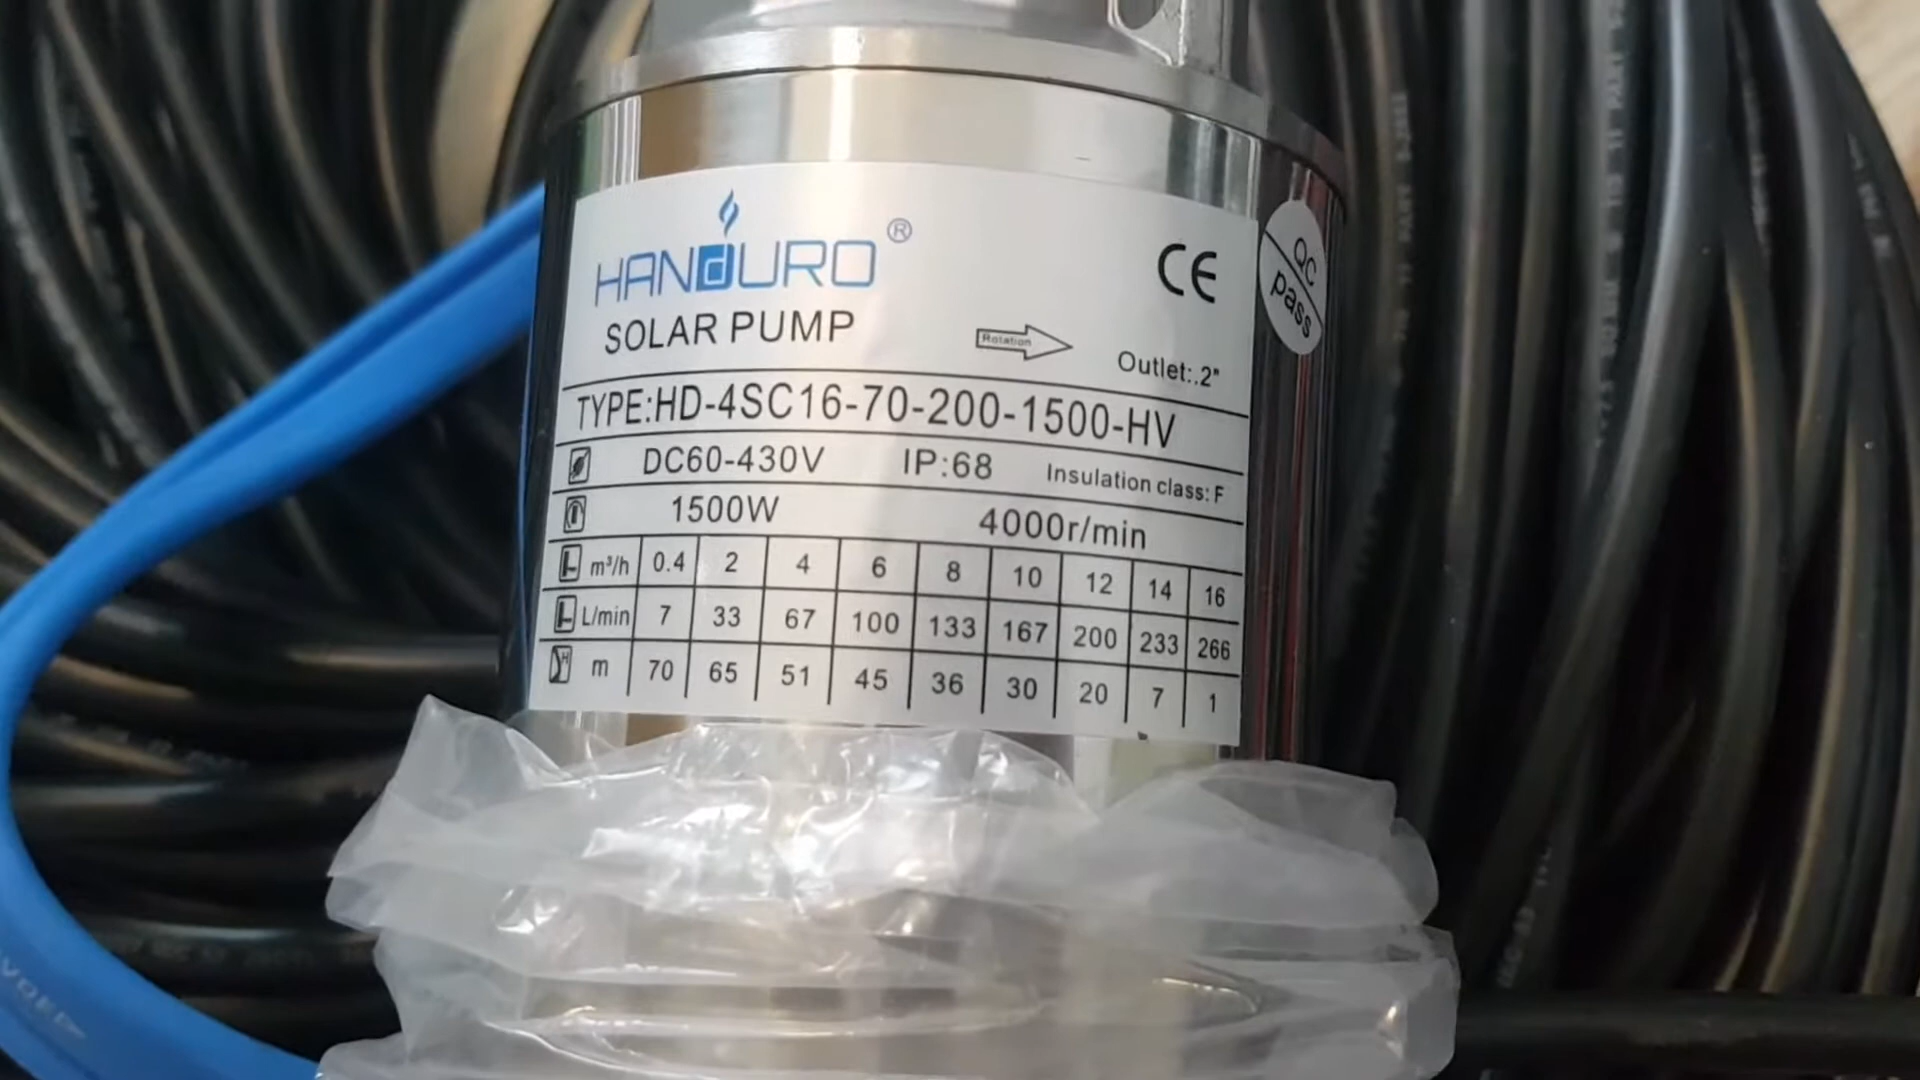 HANDURO ®
CE
QC
pass
SOLAR PUMP
Rotation
Outlet:.2"
TYPE:HD-4SC16-70-200-1500-HV
DC60-430V IP:68 Insulation class: F
1500W 4000r/min
m³/h 0.4 2 4 6 8 10 12 14 16
L/min 7 33 67 100 133 167 200 233 266
H m 70 65 51 45 36 30 20 7 1